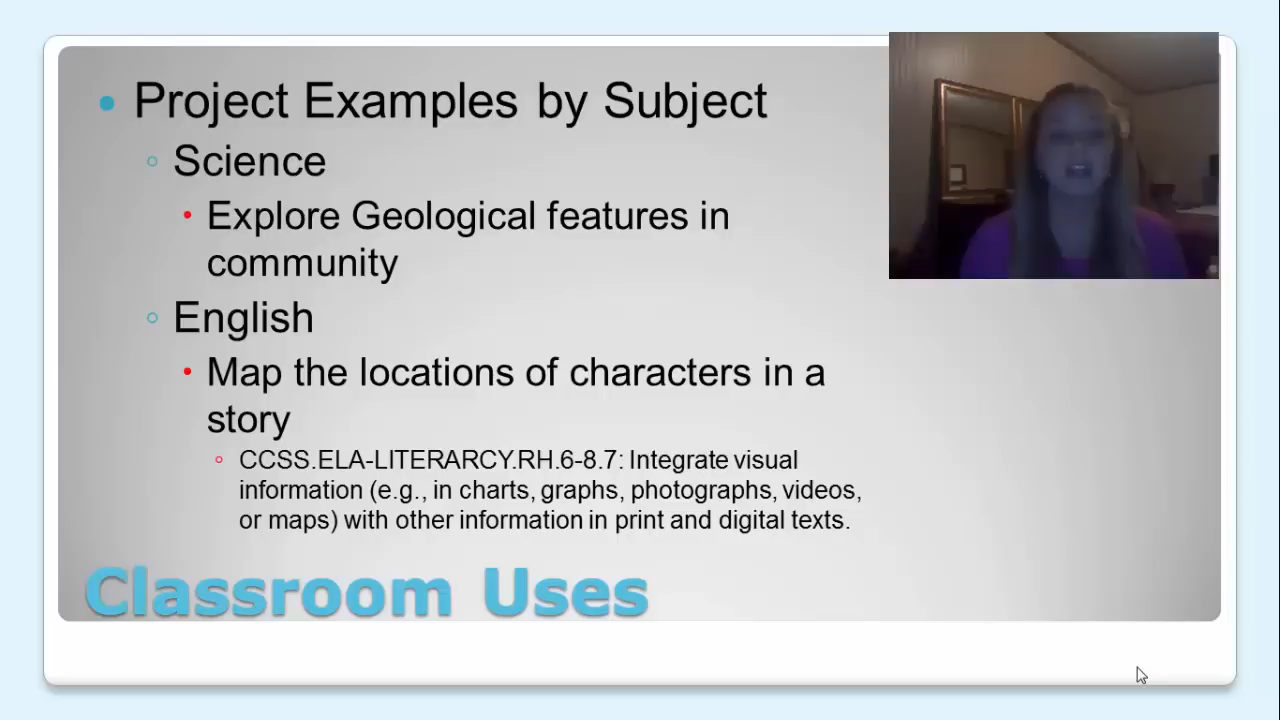 Project Examples by Subject
Science
Explore Geological features in
community
English
Map the locations of characters in a
story
CCSS.ELA-LITERARCY.RH.6-8.7: Integrate visual
information (e.g., in charts, graphs, photographs, videos,
or maps) with other information in print and digital texts.
Classroom Uses